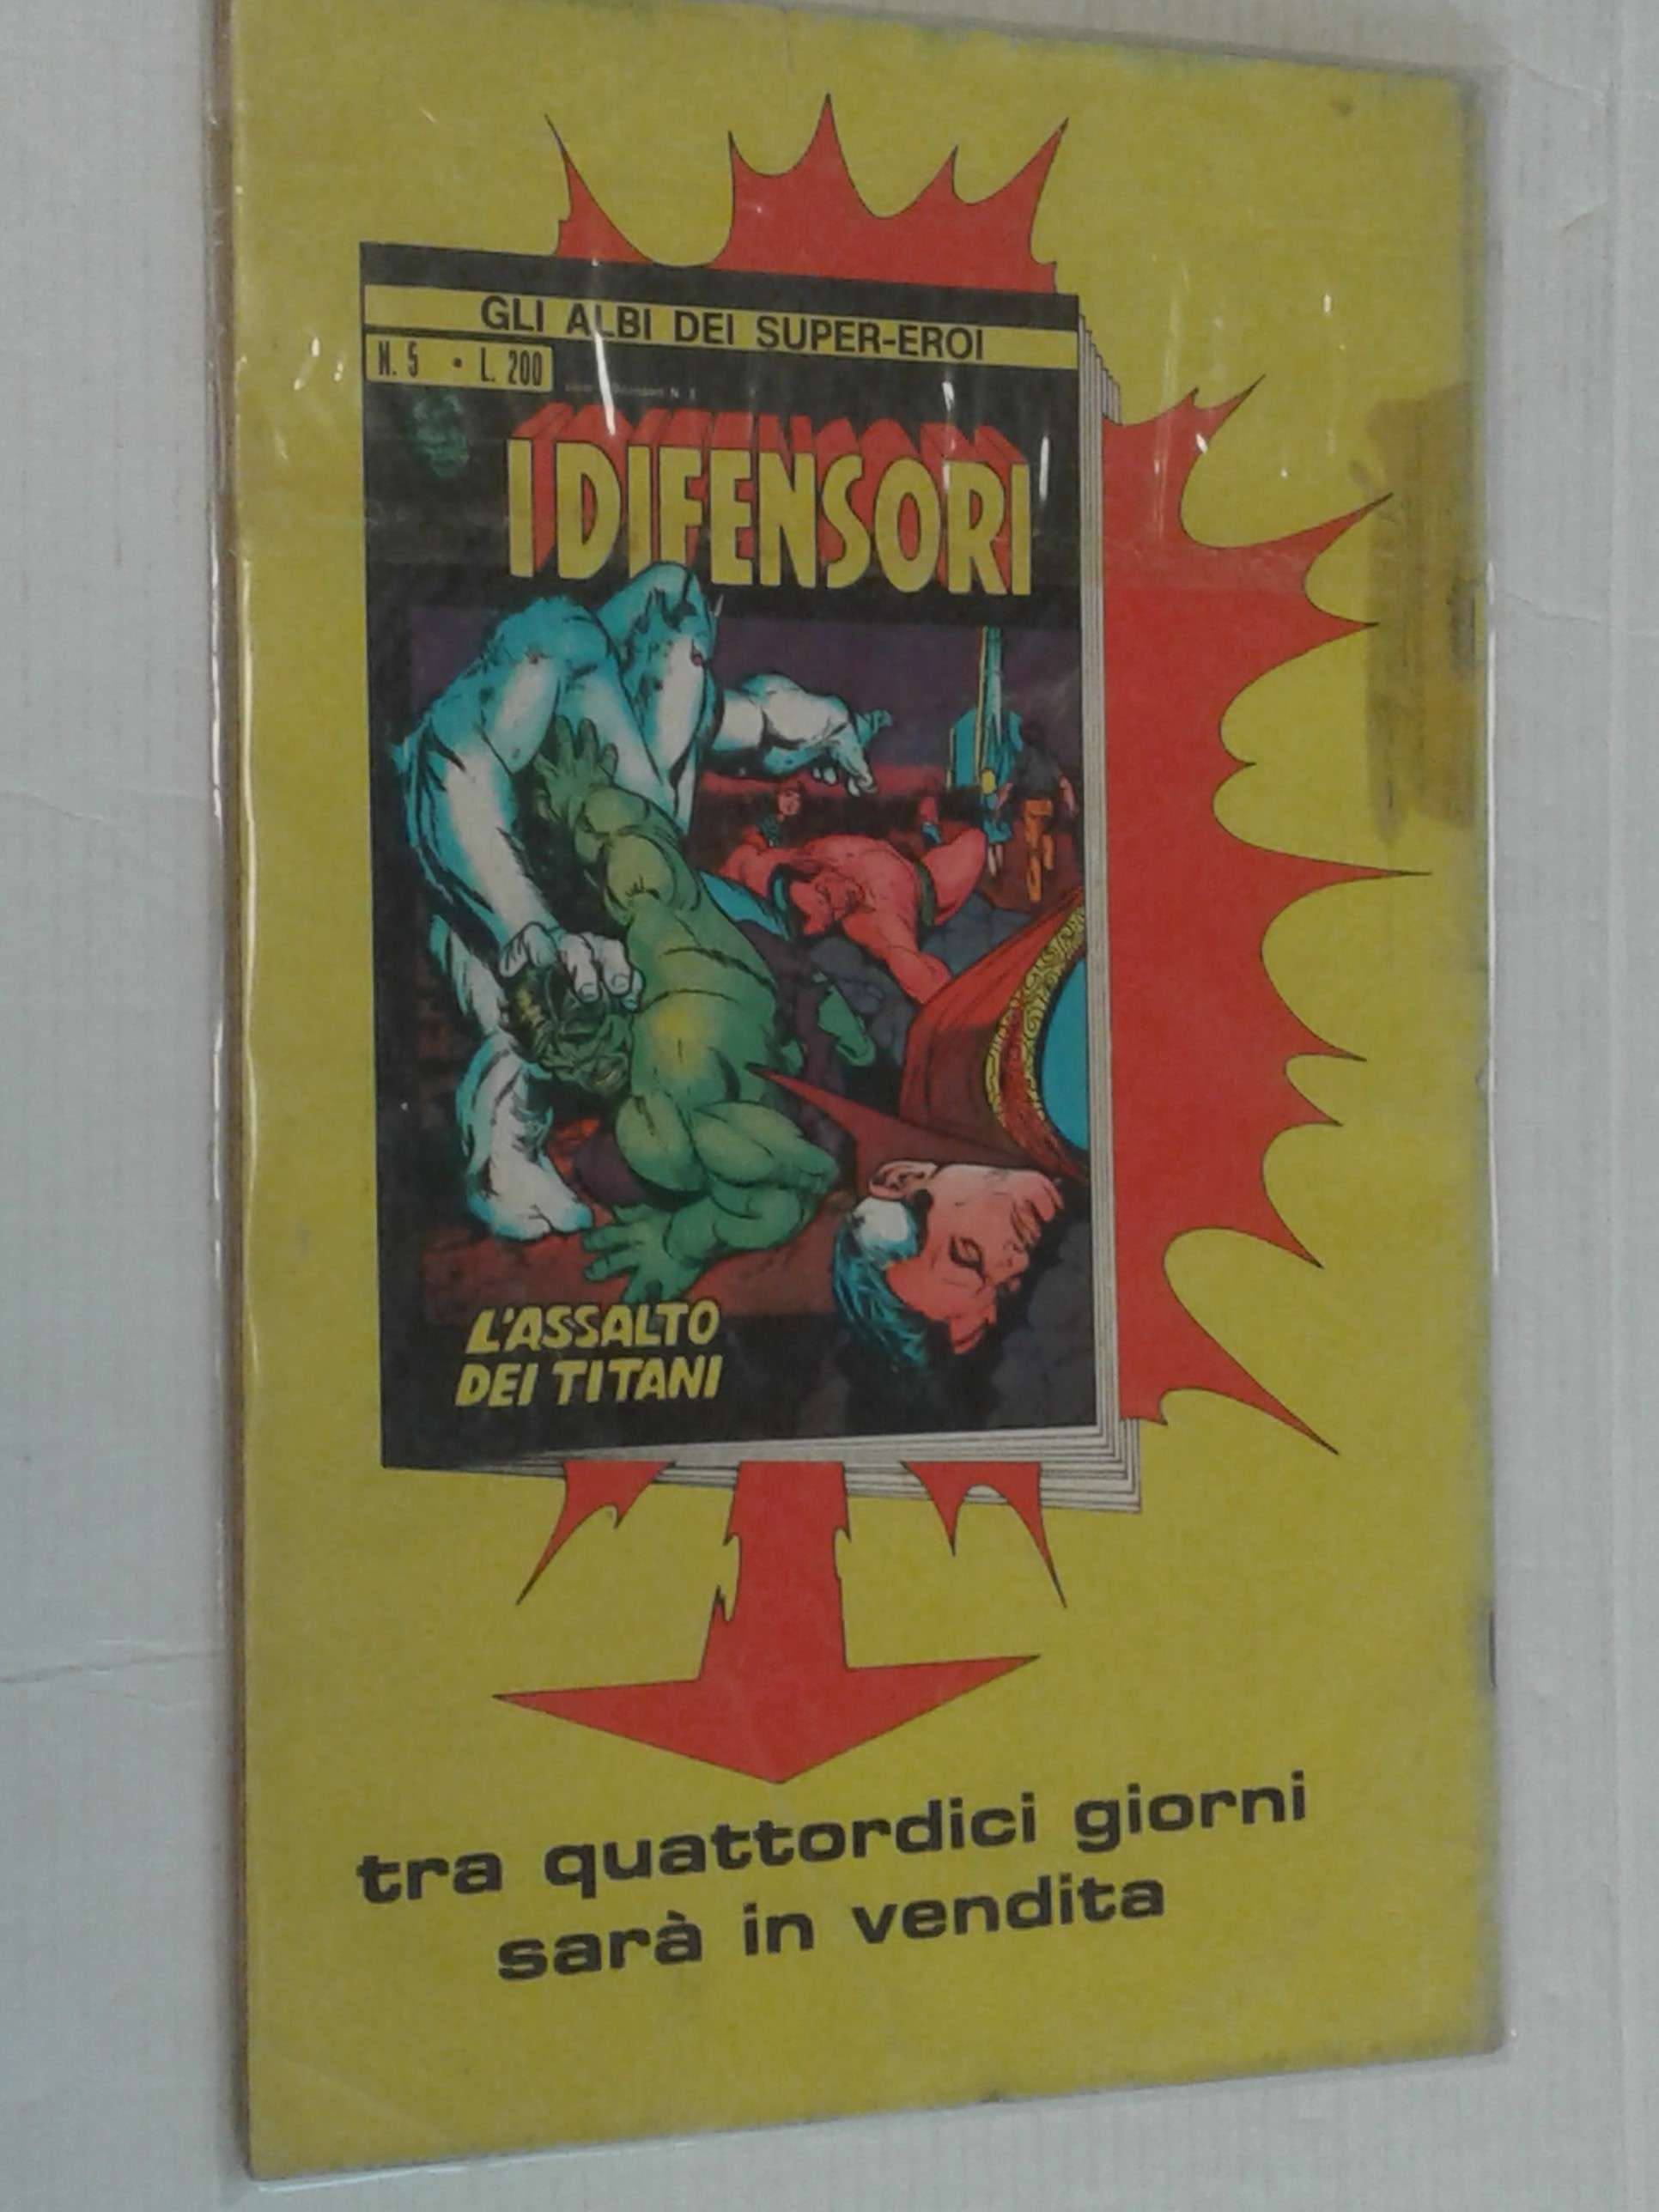 GLI ALBI DEI SUPER-EROI
N. 5 • L. 200
I DIFENSORI
L'ASSALTO
DEI TITANI
tra quattordici giorni
sarà in vendita